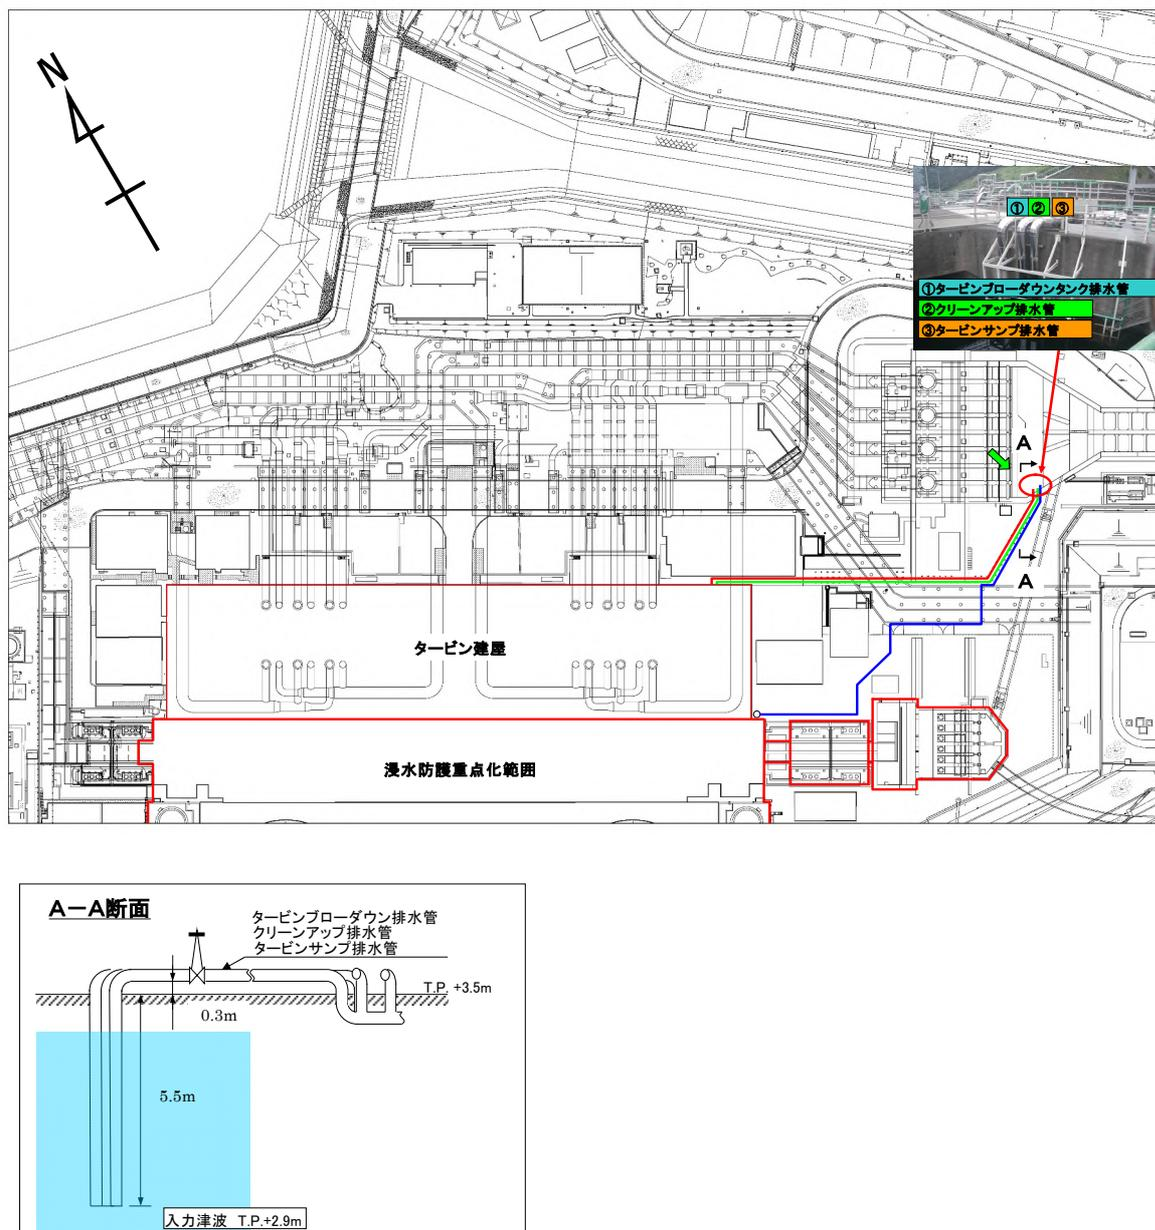 N
① ② ③
①タービンブローダウンタンク排水管
②クリーンアップ排水管
③タービンサンプ排水管
A
A
タービン建屋
浸水防護重点化範囲
A－A断面
タービンブローダウン排水管
クリーンアップ排水管
タービンサンプ排水管
T.P. +3.5m
0.3m
5.5m
入力津波 T.P.+2.9m